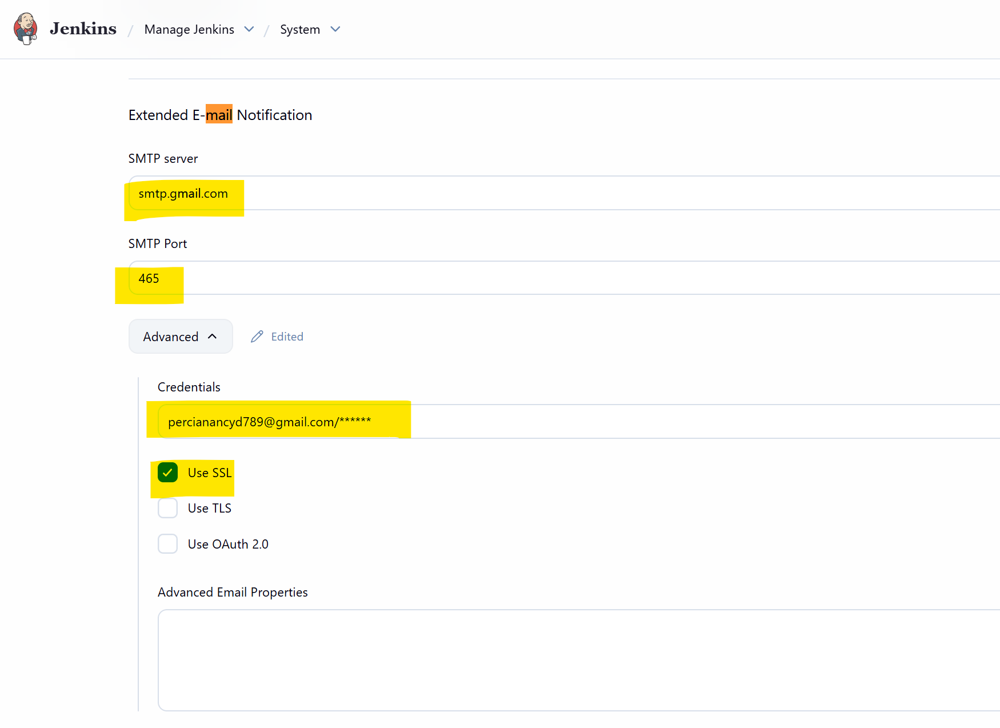 Jenkins / Manage Jenkins / System
Extended E-mail Notification
SMTP server
smtp.gmail.com
SMTP Port
465
Advanced Edited
Credentials
percianancyd789@gmail.com/******
Use SSL
Use TLS
Use OAuth 2.0
Advanced Email Properties